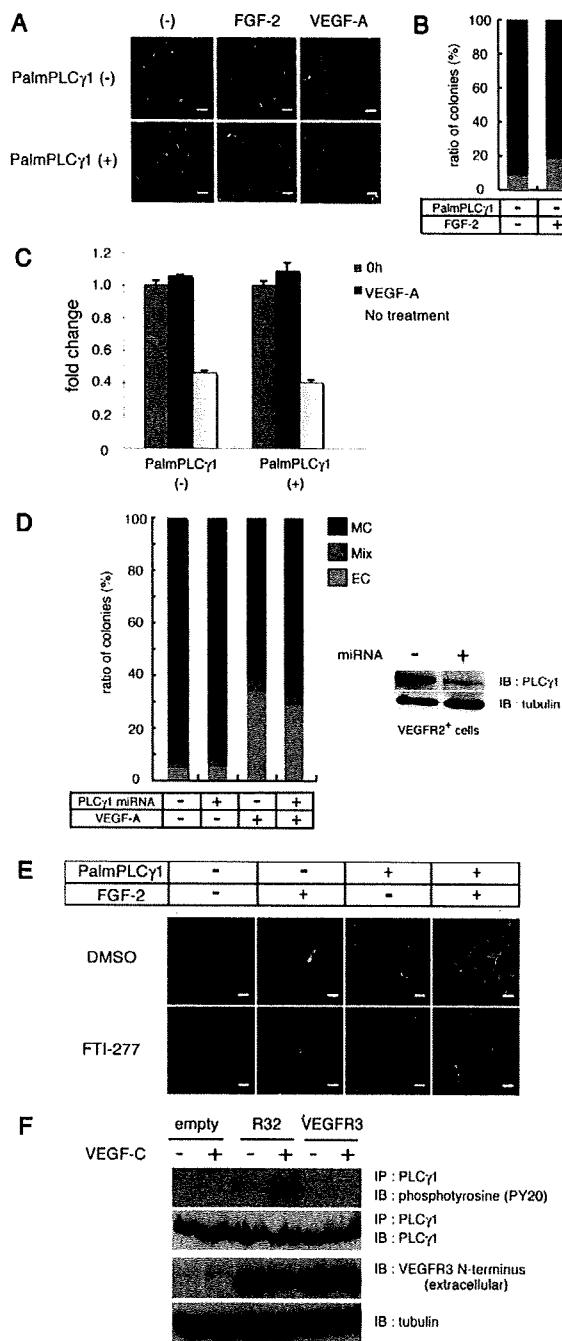 A
(-) FGF-2 VEGF-A
PalmPLCγ1 (-)
PalmPLCγ1 (+)
B
ratio of colonies (%)
100
80
60
40
20
0
PalmPLCγ1 - -
FGF-2 - +
C
fold change
1.2
1.0
0.8
0.6
0.4
0.2
0
0h
VEGF-A
No treatment
PalmPLCγ1 (-)
PalmPLCγ1 (+)
D
ratio of colonies (%)
100
80
60
40
20
0
MC
Mix
EC
PLCγ1 miRNA - + - +
VEGF-A - - + +
miRNA - +
IB : PLCγ1
IB : tubulin
VEGFR2+ cells
E
PalmPLCγ1 - - + +
FGF-2 - + - +
DMSO
FTI-277
F
empty R32 VEGFR3
VEGF-C - + - + - +
IP : PLCγ1
IB : phosphotyrosine (PY20)
IP : PLCγ1
IB : PLCγ1
IB : VEGFR3 N-terminus
(extracellular)
IB : tubulin